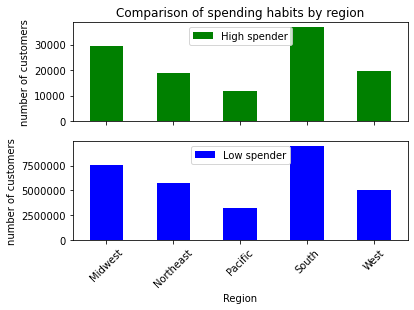 Comparison of spending habits by region
number of customers
30000
20000
10000
0
High spender
number of customers
7500000
5000000
2500000
0
Low spender
Midwest
Northeast
Pacific
South
West
Region